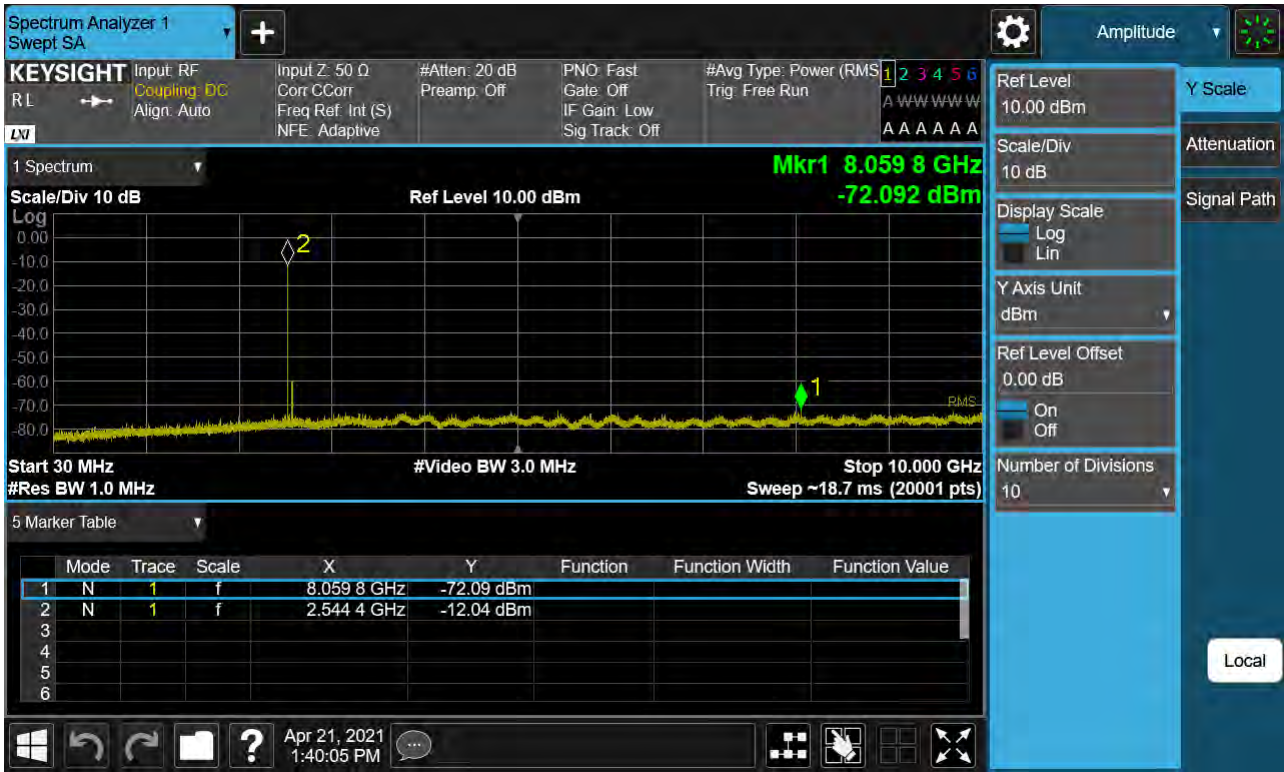 Spectrum Analyzer 1
Swept SA
+
Amplitude
KEYSIGHT
RL
LXI
Input: RF
Coupling: DC
Align: Auto
Input Z: 50 Ω
Corr CCorr
Freq Ref: Int (S)
NFE: Adaptive
#Atten: 20 dB
Preamp: Off
PNO: Fast
Gate: Off
IF Gain: Low
Sig Track: Off
#Avg Type: Power (RMS
Trig: Free Run
1 2 3 4 5 6
A W W W W W
A A A A A A
1 Spectrum
Mkr1 8.059 8 GHz
-72.092 dBm
Scale/Div 10 dB
Ref Level 10.00 dBm
Log
0.00
-10.0
-20.0
-30.0
-40.0
-50.0
-60.0
-70.0
-80.0
2
1
RMS
Start 30 MHz
#Video BW 3.0 MHz
Stop 10.000 GHz
#Res BW 1.0 MHz
Sweep ~18.7 ms (20001 pts)
5 Marker Table
Mode Trace Scale X Y Function Function Width Function Value
1 N 1 f 8.059 8 GHz -72.09 dBm
2 N 1 f 2.544 4 GHz -12.04 dBm
3
4
5
6
Ref Level
10.00 dBm
Scale/Div
10 dB
Display Scale
Log
Lin
Y Axis Unit
dBm
Ref Level Offset
0.00 dB
On
Off
Number of Divisions
10
Y Scale
Attenuation
Signal Path
Local
?
Apr 21, 2021
1:40:05 PM